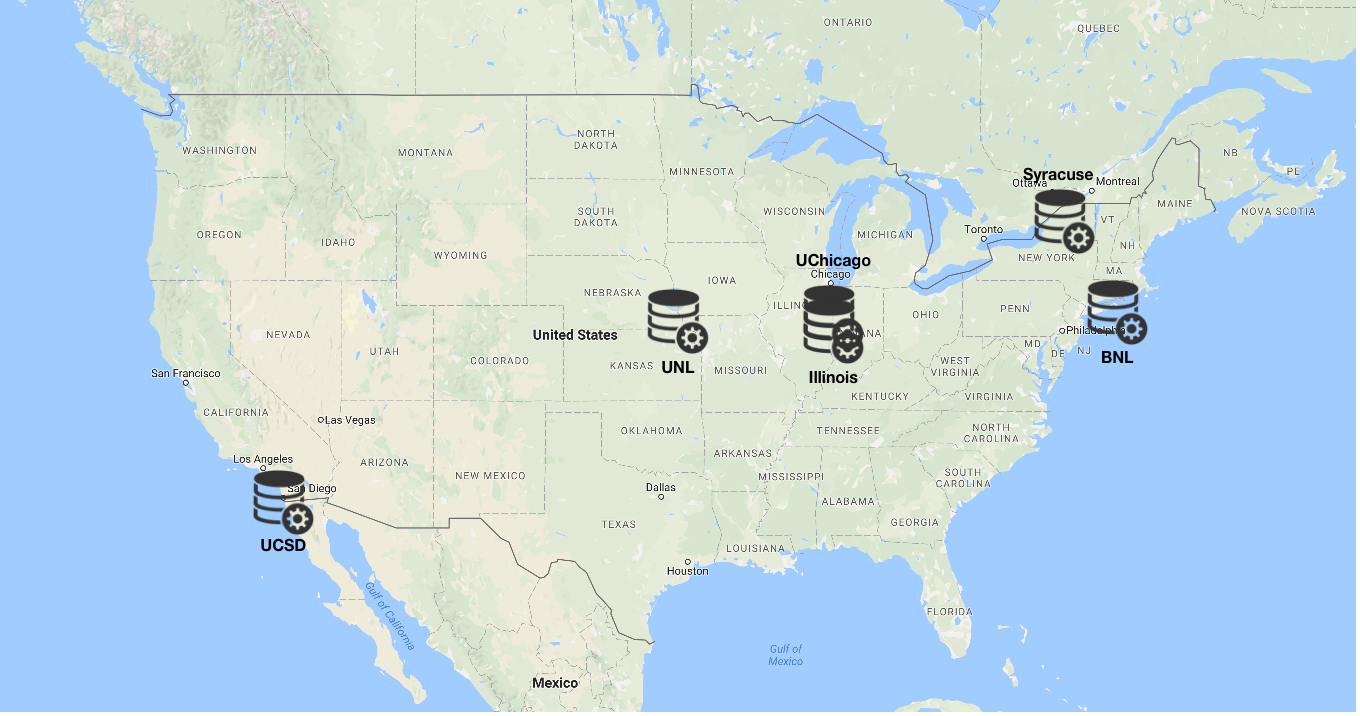 ONTARIO
QUEBEC
WASHINGTON
MONTANA
NORTH
DAKOTA
MINNESOTA
NB
PE
Syracuse
Ottawa
Montreal
MAINE
NOVA SCOTIA
SOUTH
DAKOTA
WISCONSIN
VT
OREGON
IDAHO
MICHIGAN
Toronto
NH
WYOMING
UChicago
Chicago
NEW YORK
MA
IOWA
NEBRASKA
OHIO
PENN
NEVADA
United States
Philadelphia
UTAH
COLORADO
KANSAS
UNL
MISSOURI
Illinois
WEST
VIRGINIA
MD
DE
NJ
BNL
San Francisco
CALIFORNIA
KENTUCKY
VIRGINIA
Las Vegas
OKLAHOMA
TENNESSEE
NORTH
CAROLINA
Los Angeles
ARIZONA
NEW MEXICO
ARKANSAS
SOUTH
CAROLINA
San Diego
Dallas
MISSISSIPPI
ALABAMA
TEXAS
GEORGIA
UCSD
LOUISIANA
Houston
Gulf of California
FLORIDA
Gulf of
Mexico
Mexico